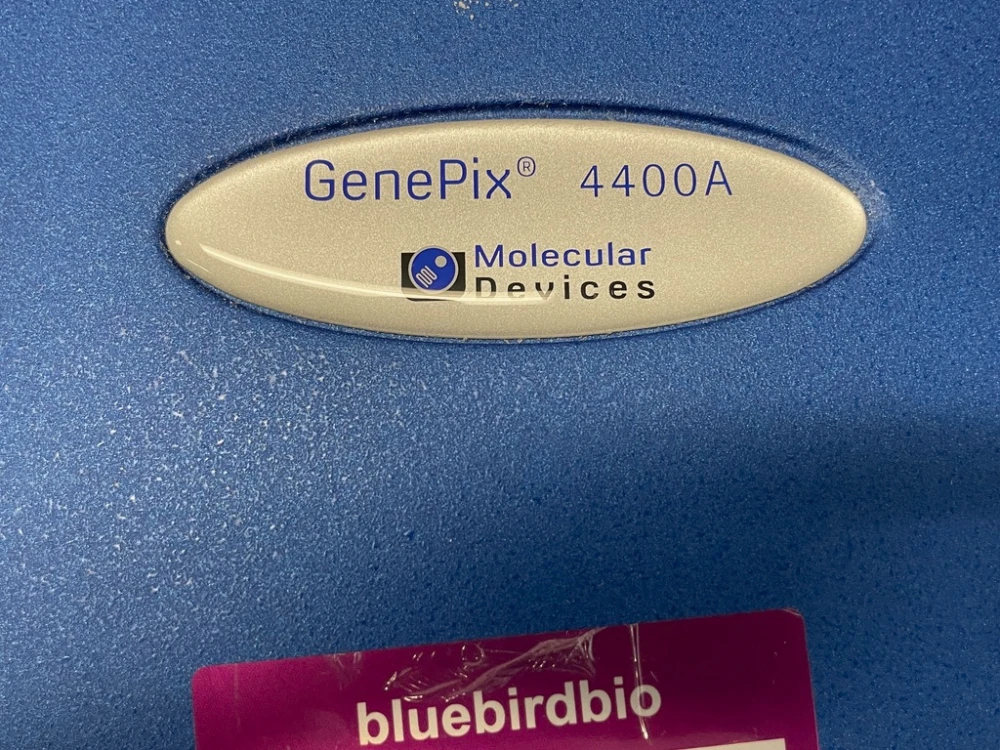 GenePix® 4400A
Molecular
Devices
bluebirdbio